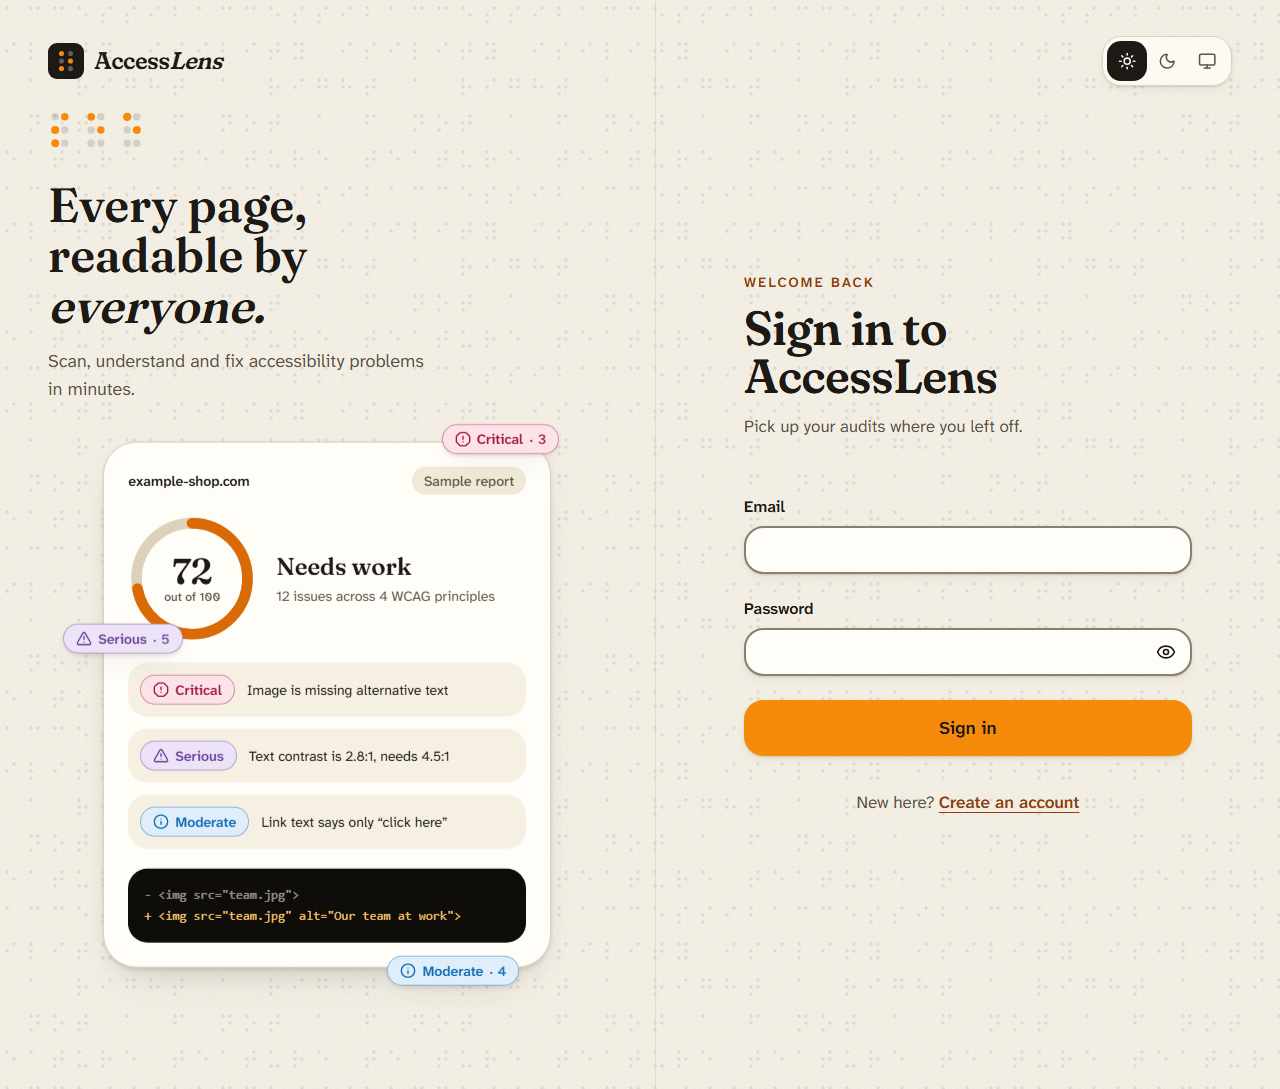 AccessLens
Every page,
readable by
everyone.
Scan, understand and fix accessibility problems
in minutes.
Critical · 3
example-shop.com
Sample report
72
out of 100
Needs work
12 issues across 4 WCAG principles
Serious · 5
Critical Image is missing alternative text
Serious Text contrast is 2.8:1, needs 4.5:1
Moderate Link text says only “click here”
- <img src="team.jpg">
+ <img src="team.jpg" alt="Our team at work">
Moderate · 4
WELCOME BACK
Sign in to
AccessLens
Pick up your audits where you left off.
Email
Password
Sign in
New here? Create an account